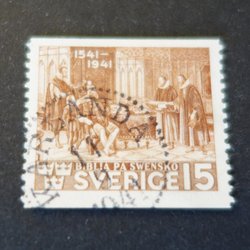 1541-
-1941
BIBLIA PÅ SWENSKO
SVERIGE 15